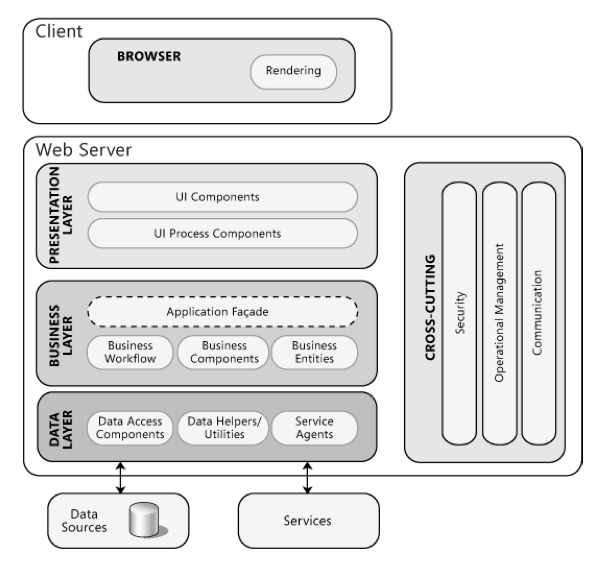 Client
BROWSER
Rendering
Web Server
PRESENTATION
LAYER
UI Components
UI Process Components
BUSINESS
LAYER
Application Façade
Business
Workflow
Business
Components
Business
Entities
DATA
LAYER
Data Access
Components
Data Helpers/
Utilities
Service
Agents
CROSS-CUTTING
Security
Operational Management
Communication
Data
Sources
Services